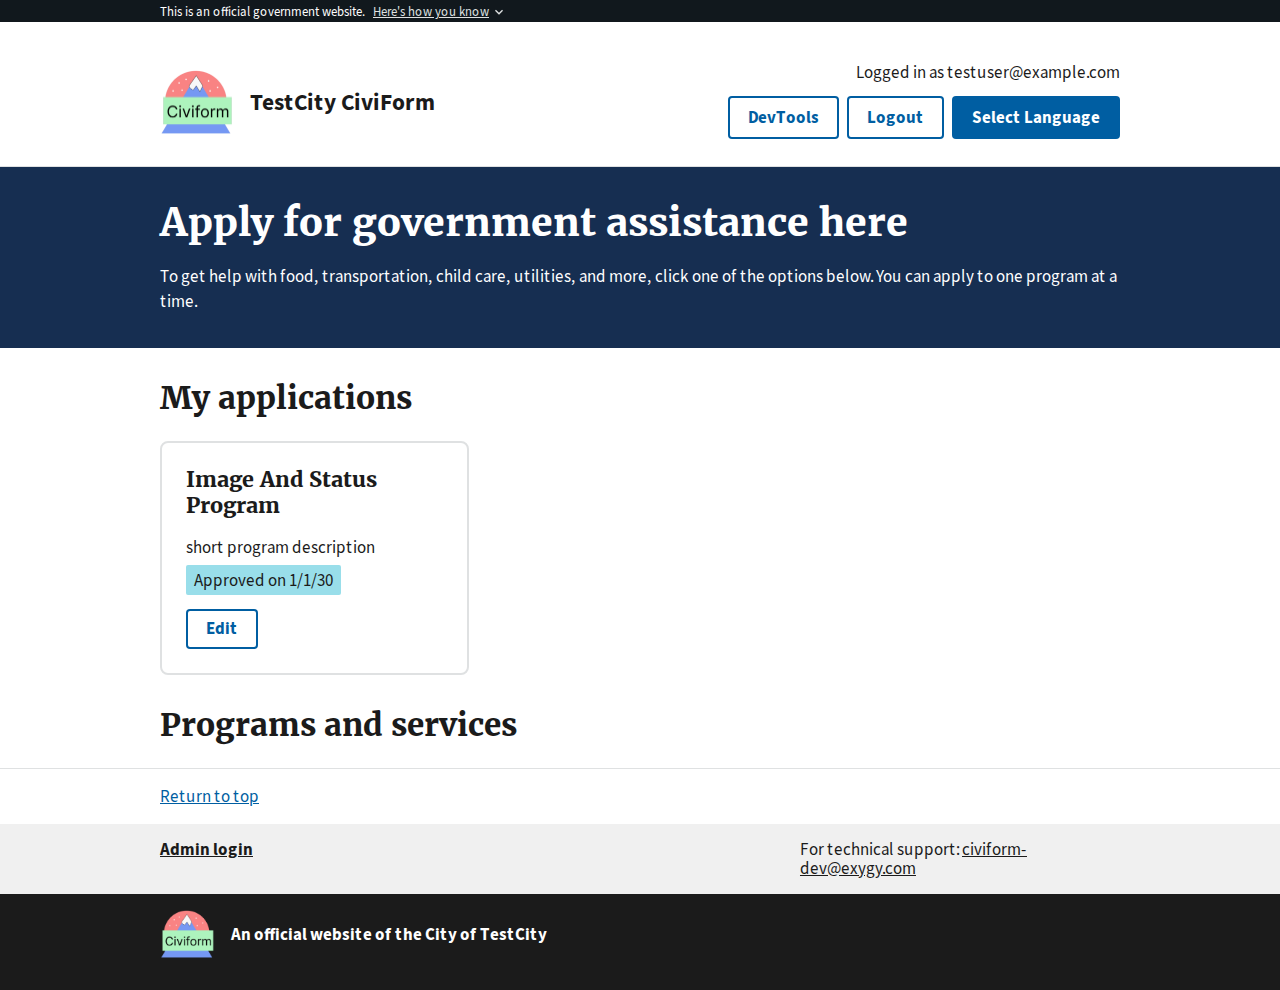 This is an official government website. Here's how you know
Civiform
TestCity CiviForm
Logged in as testuser@example.com
DevTools
Logout
Select Language
Apply for government assistance here
To get help with food, transportation, child care, utilities, and more, click one of the options below. You can apply to one program at a
time.
My applications
Image And Status
Program
short program description
Approved on 1/1/30
Edit
Programs and services
Return to top
Admin login
For technical support: civiform-
dev@exygy.com
Civiform
An official website of the City of TestCity